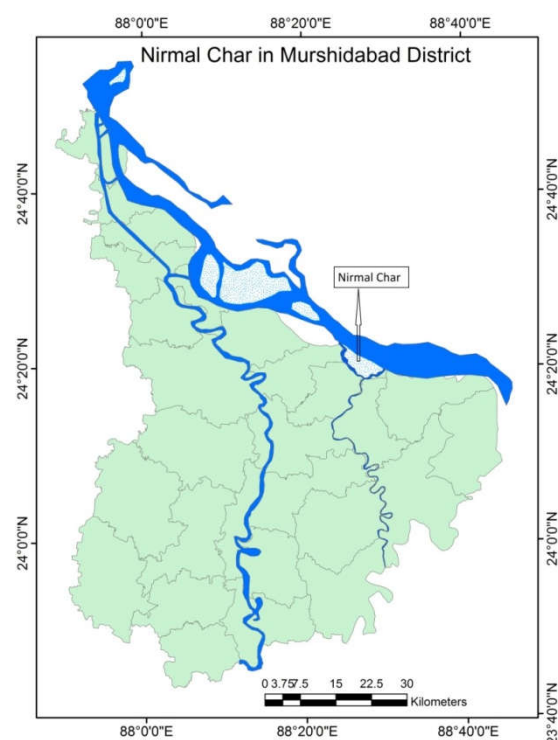 88°0'0"E 88°20'0"E 88°40'0"E
Nirmal Char in Murshidabad District
24°40'0"N 24°40'0"N
Nirmal Char
24°20'0"N 24°20'0"N
24°0'0"N 24°0'0"N
0 3.75 7.5 15 22.5 30
Kilometers
23°40'0"N
88°0'0"E 88°20'0"E 88°40'0"E